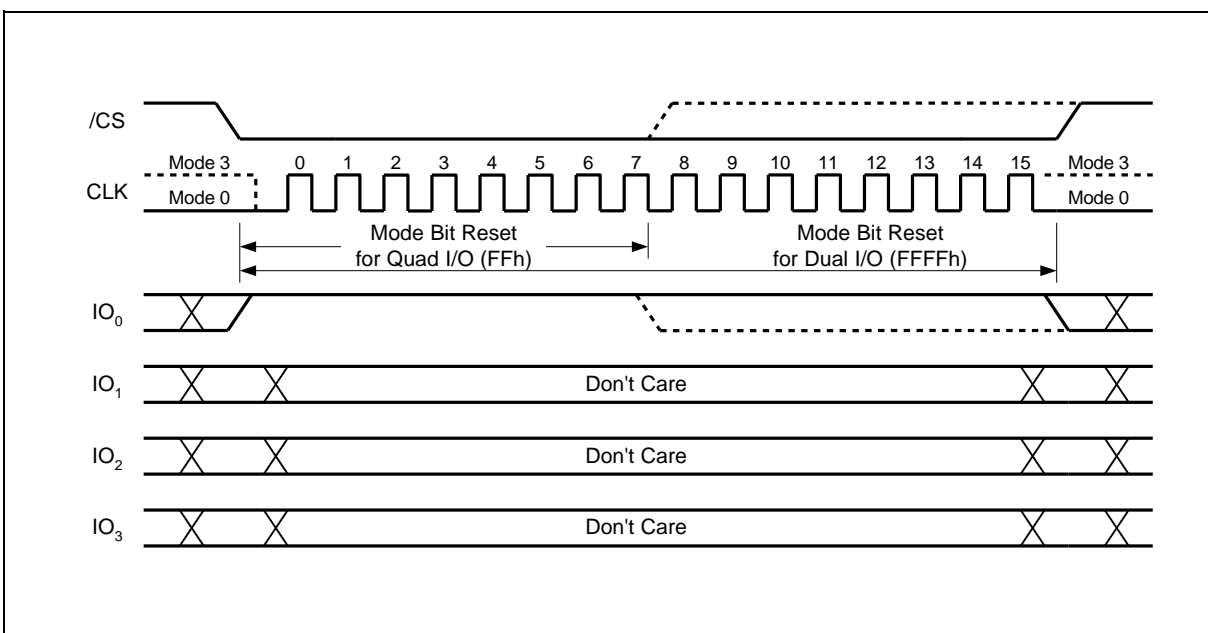 /CS
Mode 3 0 1 2 3 4 5 6 7 8 9 10 11 12 13 14 15 Mode 3
CLK
Mode 0 Mode 0
Mode Bit Reset Mode Bit Reset
for Quad I/O (FFh) for Dual I/O (FFFFh)
IO0
IO1 Don't Care
IO2 Don't Care
IO3 Don't Care